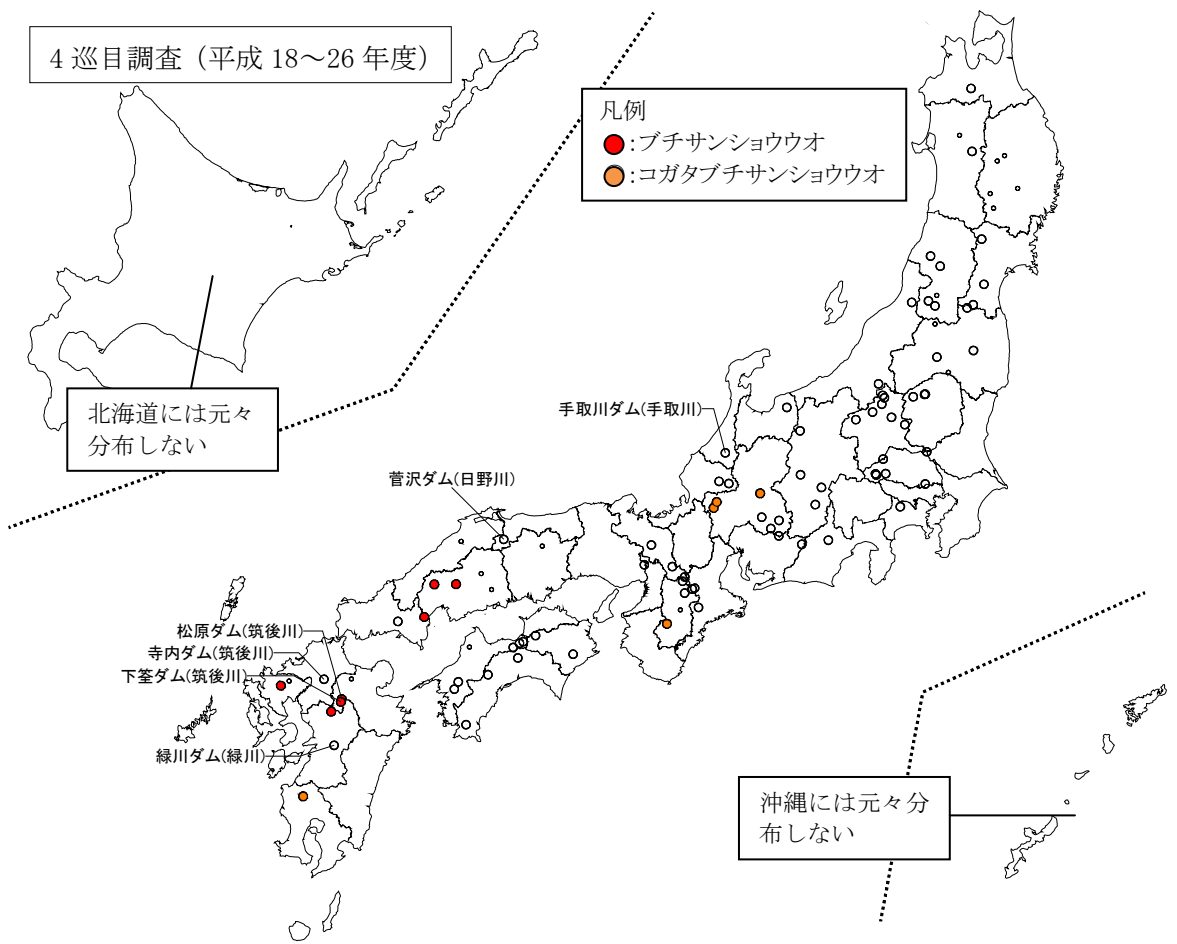 4巡目調査（平成 18～26 年度）
凡例
：ブチサンショウウオ
：コガタブチサンショウウオ
北海道には元々
分布しない
手取川ダム(手取川)
菅沢ダム(日野川)
松原ダム(筑後川)
寺内ダム(筑後川)
下筌ダム(筑後川)
緑川ダム(緑川)
沖縄には元々分
布しない